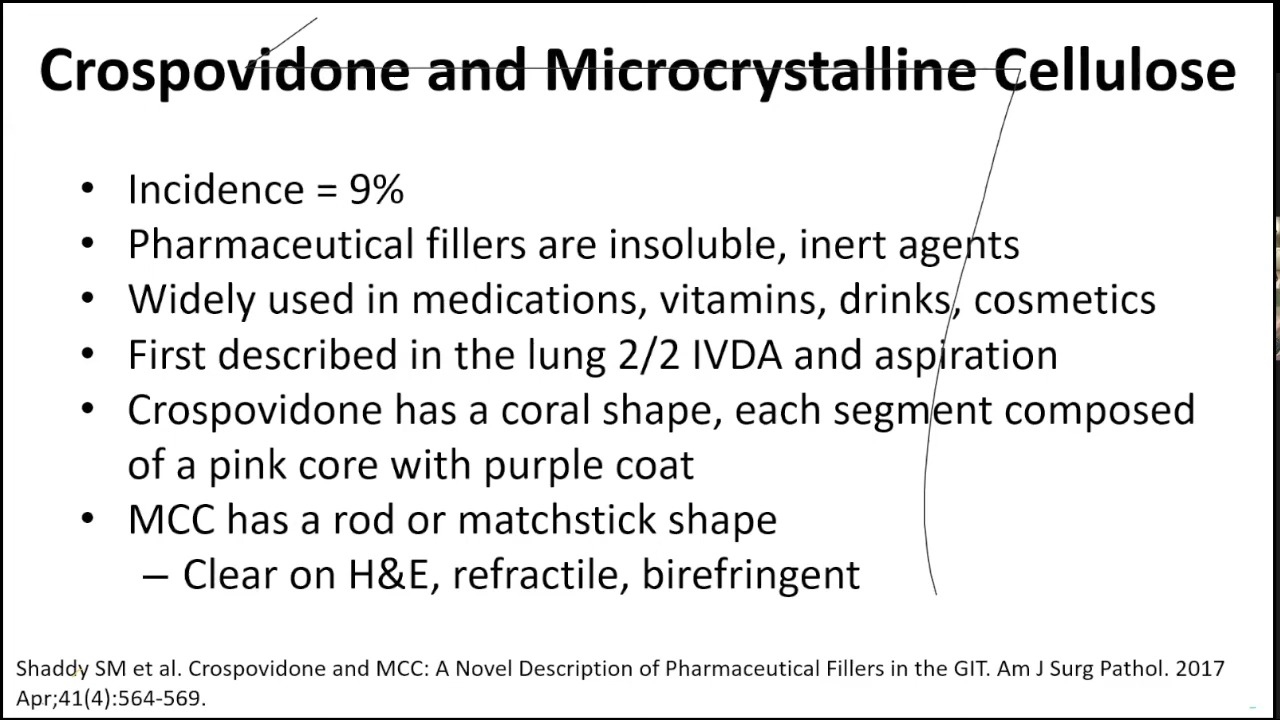 Crospovidone and Microcrystalline Cellulose
• Incidence = 9%
• Pharmaceutical fillers are insoluble, inert agents
• Widely used in medications, vitamins, drinks, cosmetics
• First described in the lung 2/2 IVDA and aspiration
• Crospovidone has a coral shape, each segment composed
of a pink core with purple coat
• MCC has a rod or matchstick shape
– Clear on H&E, refractile, birefringent
Shaddy SM et al. Crospovidone and MCC: A Novel Description of Pharmaceutical Fillers in the GIT. Am J Surg Pathol. 2017
Apr;41(4):564-569.